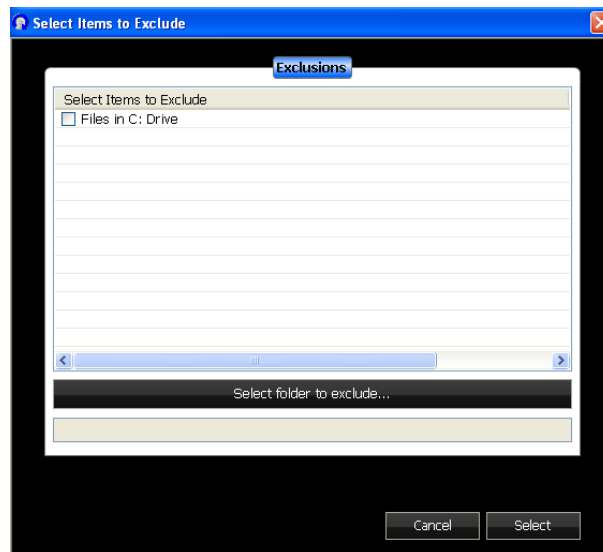 Select Items to Exclude
Exclusions
Select Items to Exclude
Files in C: Drive
Select folder to exclude...
Cancel
Select